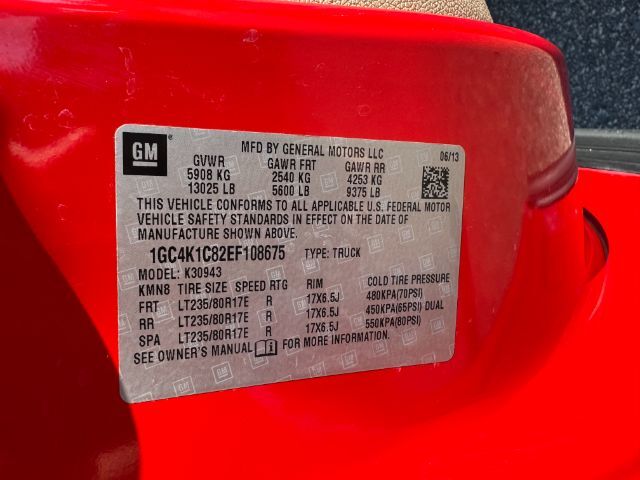 GM ®
MFD BY GENERAL MOTORS LLC 06/13
GVWR GAWR FRT GAWR RR
5908 KG 2540 KG 4253 KG
13025 LB 5600 LB 9375 LB
THIS VEHICLE CONFORMS TO ALL APPLICABLE U.S. FEDERAL MOTOR
VEHICLE SAFETY STANDARDS IN EFFECT ON THE DATE OF
MANUFACTURE SHOWN ABOVE.
1GC4K1C82EF108675 TYPE: TRUCK
MODEL: K30943
KMN8 TIRE SIZE SPEED RTG RIM COLD TIRE PRESSURE
FRT LT235/80R17E R 17X6.5J 480KPA(70PSI)
RR LT235/80R17E R 17X6.5J 450KPA(65PSI) DUAL
SPA LT235/80R17E R 17X6.5J 550KPA(80PSI)
SEE OWNER'S MANUAL FOR MORE INFORMATION.